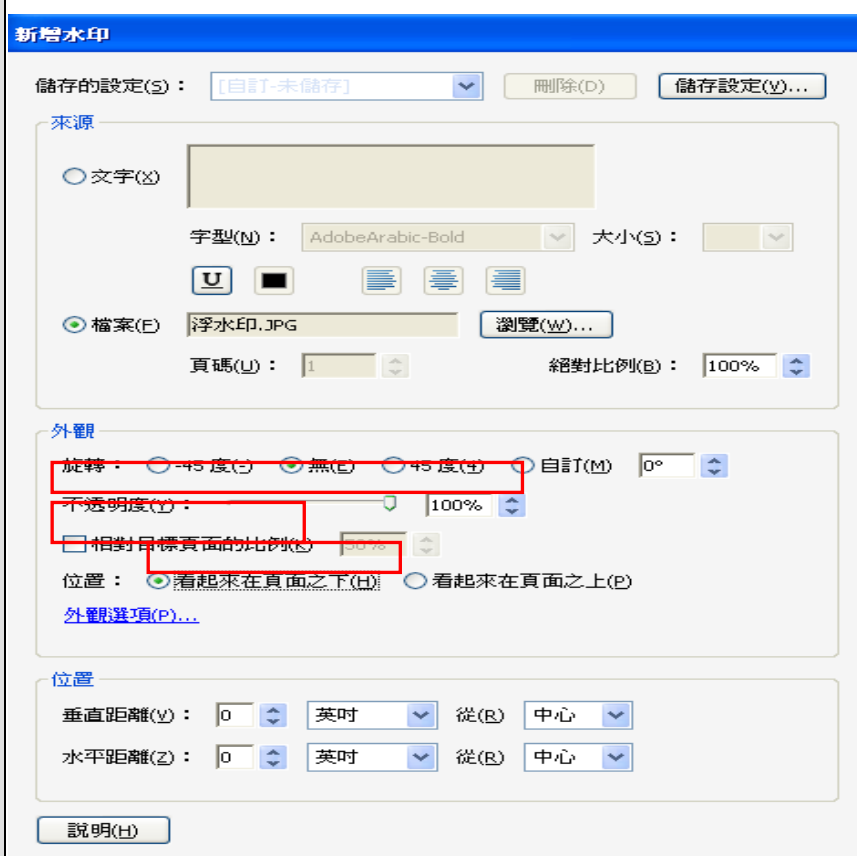 新增水印
儲存的設定(S)： [自訂-未儲存] 刪除(D) 儲存設定(V)...
來源
文字(X)
字型(N)： AdobeArabic-Bold 大小(S)：
U
檔案(F) 浮水印.JPG 瀏覽(W)...
頁碼(U)： 1 絕對比例(B)： 100%
外觀
旋轉： -45 度(-) 無(E) 45 度(4) 自訂(M) 0°
不透明度(Y)： 100%
相對目標頁面的比例(K) 50%
位置： 看起來在頁面之下(H) 看起來在頁面之上(P)
外觀選項(P)...
位置
垂直距離(V)： 0 英吋 從(R) 中心
水平距離(Z)： 0 英吋 從(R) 中心
說明(H)